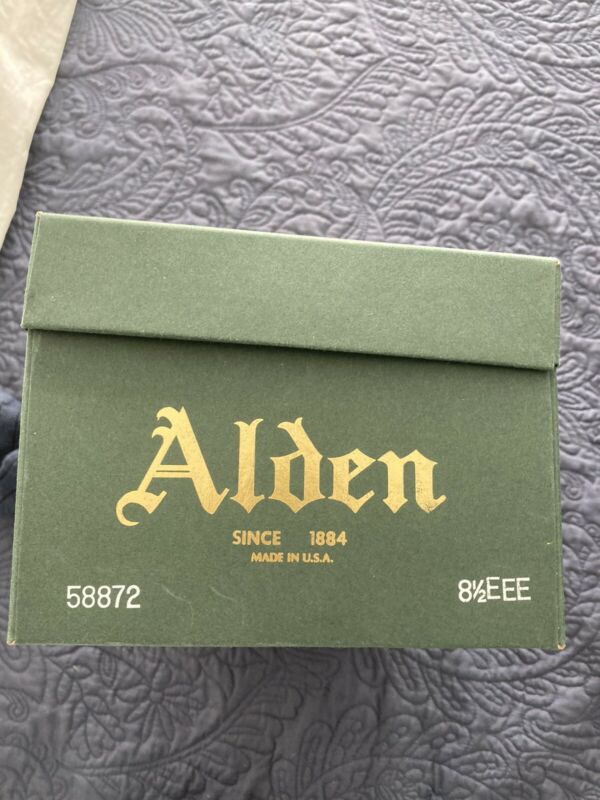 Alden
SINCE 1884
MADE IN U.S.A.
58872 8½EEE